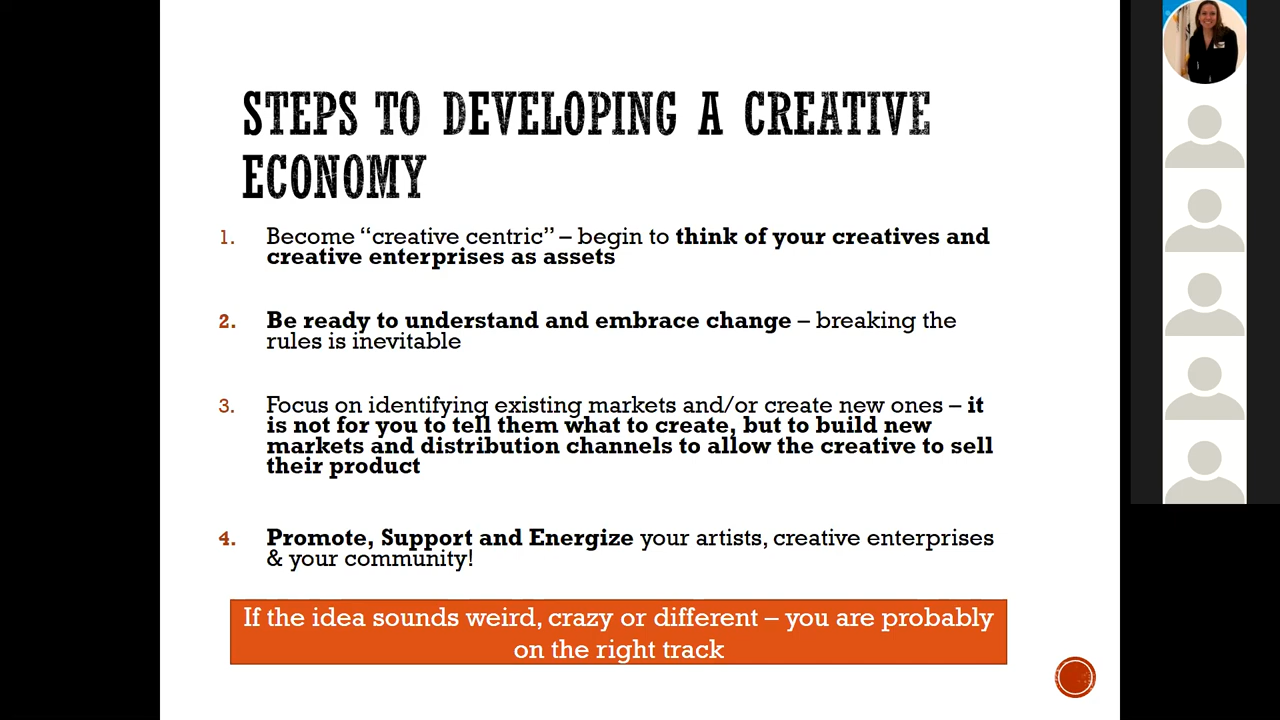 STEPS TO DEVELOPING A CREATIVE
ECONOMY
1. Become “creative centric” – begin to think of your creatives and
creative enterprises as assets
2. Be ready to understand and embrace change – breaking the
rules is inevitable
3. Focus on identifying existing markets and/or create new ones – it
is not for you to tell them what to create, but to build new
markets and distribution channels to allow the creative to sell
their product
4. Promote, Support and Energize your artists, creative enterprises
& your community!
If the idea sounds weird, crazy or different – you are probably
on the right track